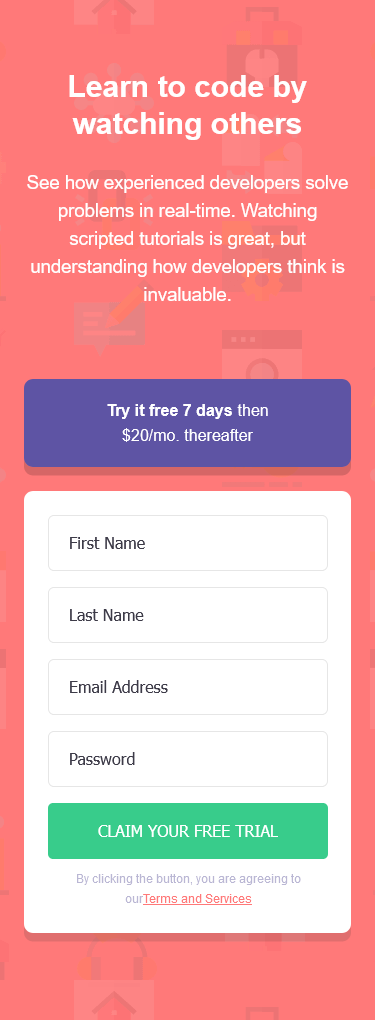 Learn to code by
watching others
See how experienced developers solve
problems in real-time. Watching
scripted tutorials is great, but
understanding how developers think is
invaluable.
Try it free 7 days then
$20/mo. thereafter
First Name
Last Name
Email Address
Password
CLAIM YOUR FREE TRIAL
By clicking the button, you are agreeing to
ourTerms and Services